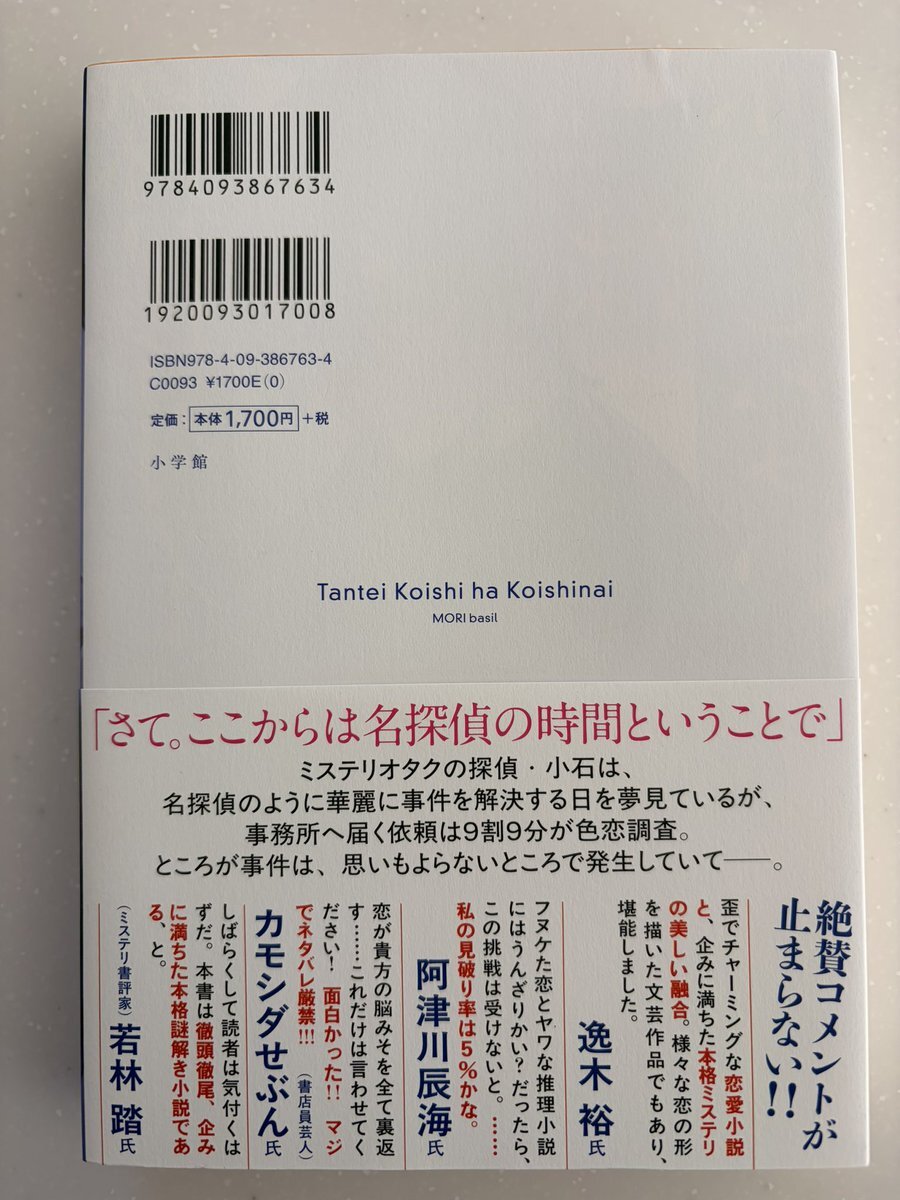 9784093867634
1920093017008
ISBN978-4-09-386763-4
C0093 ¥1700E(0)
定価：本体1,700円+税
小学館
Tantei Koishi ha Koishinai
MORI basil
「さて。ここからは名探偵の時間ということで」
ミステリオタクの探偵・小石は、
名探偵のように華麗に事件を解決する日を夢見ているが、
事務所へ届く依頼は9割9分が色恋調査。
ところが事件は、思いもよらないところで発生していて──。
絶賛コメントが
止まらない!!
歪でチャーミングな恋愛小説
と、企みに満ちた本格ミステリ
の美しい融合。様々な恋の形
を描いた文芸作品でもあり、
堪能しました。
逸木 裕氏
フヌケた恋とヤワな推理小説
にはうんざりかい？だったら、
この挑戦は受けないと。……
私の見破り率は5％かな。
阿津川辰海氏
恋が貴方の脳みそを全て裏返
す……これだけは言わせてく
ださい！ 面白かった!! マジ
でネタバレ厳禁!!!
（書店員芸人）
カモシダせぶん氏
しばらくして読者は気付くは
ずだ。本書は徹頭徹尾、企み
に満ちた本格謎解き小説であ
る、と。
（ミステリ書評家）若林 踏氏